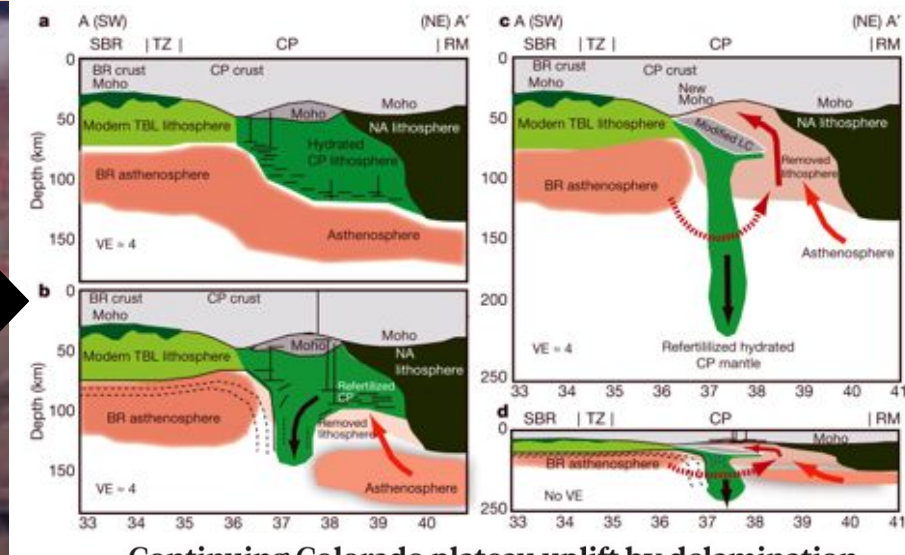 a A (SW) (NE) A'
SBR | TZ | CP | RM
0
BR crust CP crust
Moho
Moho Moho
50
Modern TBL lithosphere NA lithosphere
Hydrated
CP lithosphere
100
BR asthenosphere
Depth (km)
Asthenosphere
150
VE ≈ 4
b
0
BR crust CP crust
Moho
Moho Moho
50
Modern TBL lithosphere NA
lithosphere
Refertilized
CP
100
BR asthenosphere Removed
lithosphere
Depth (km)
150
VE ≈ 4 Asthenosphere
33 34 35 36 37 38 39 40
c A (SW) (NE) A'
SBR | TZ | CP | RM
0
BR crust CP crust
Moho
New
Moho Moho
50
Modern TBL lithosphere Modified LC NA lithosphere
Removed
lithosphere
100
BR asthenosphere
Depth (km)
150
Asthenosphere
200
VE ≈ 4
Refertililized hydrated
CP mantle
250
33 34 35 36 37 38 39 40 41
d
SBR | TZ | CP | RM
0
Moho
BR asthenosphere
No VE
250
33 34 35 36 37 38 39 40 41
Continuing Colorado plateau uplift by delamination